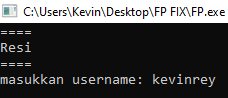 C:\Users\Kevin\Desktop\FP FIX\FP.exe
====
Resi
====
masukkan username: kevinrey